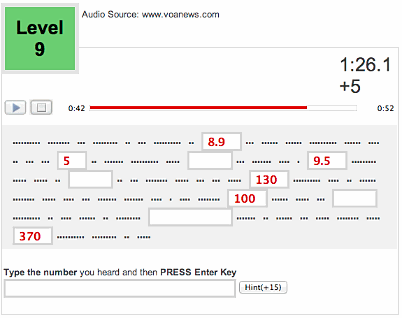 Level
9
Audio Source: www.voanews.com
1:26.1
+5
0:42
0:52
8.9
5 9.5
130
100
370
Type the number you heard and then PRESS Enter Key
Hint(+15)